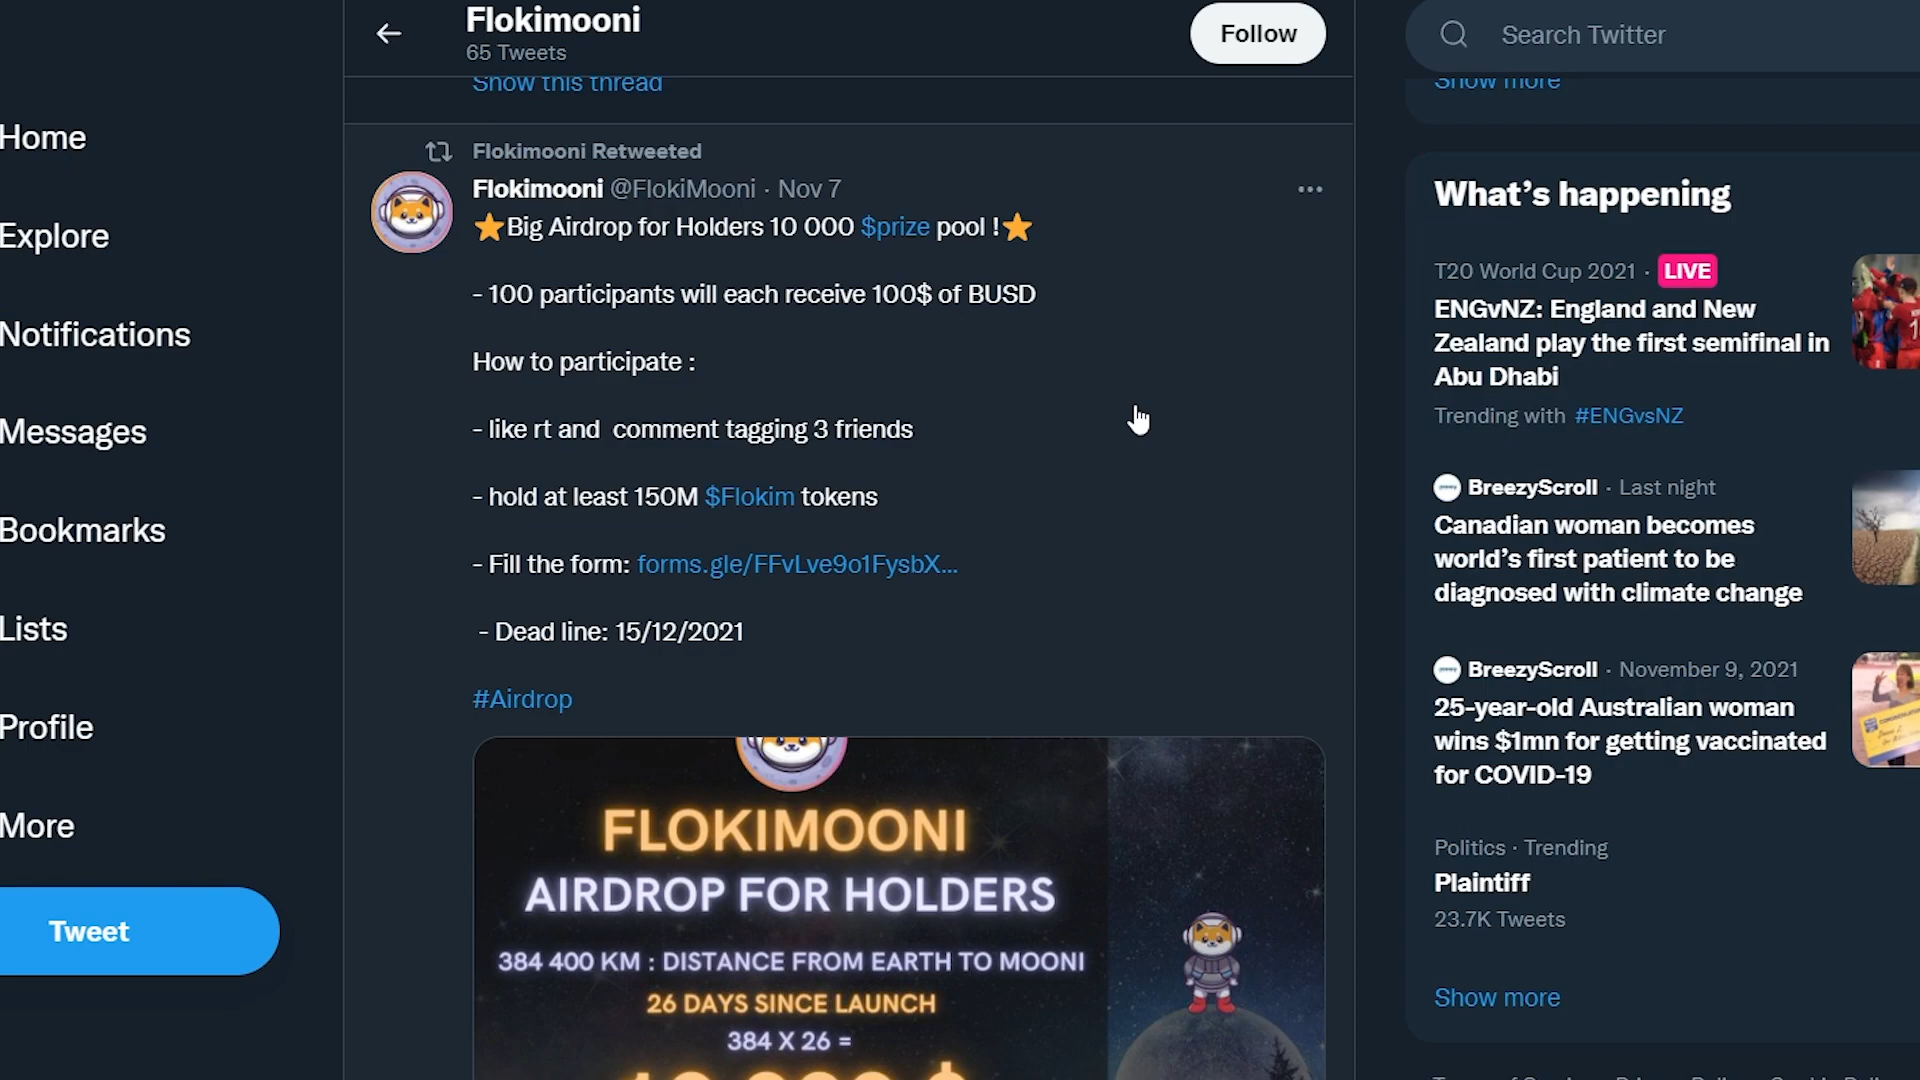 Flokimooni
65 Tweets
Follow
Search Twitter
Show this thread
Show more
Home
Explore
Notifications
Messages
Bookmarks
Lists
Profile
More
Tweet
Flokimooni Retweeted
Flokimooni @FlokiMooni · Nov 7
⭐Big Airdrop for Holders 10 000 $prize pool !⭐
- 100 participants will each receive 100$ of BUSD
How to participate :
- like rt and  comment tagging 3 friends
- hold at least 150M $Flokim tokens
- Fill the form: forms.gle/FFvLve9o1FysbX...
- Dead line: 15/12/2021
#Airdrop
FLOKIMOONI
AIRDROP FOR HOLDERS
384 400 KM : DISTANCE FROM EARTH TO MOONI
26 DAYS SINCE LAUNCH
384 X 26 =
What's happening
T20 World Cup 2021 · LIVE
ENGvNZ: England and New
Zealand play the first semifinal in
Abu Dhabi
Trending with #ENGvsNZ
BreezyScroll · Last night
Canadian woman becomes
world's first patient to be
diagnosed with climate change
BreezyScroll · November 9, 2021
25-year-old Australian woman
wins $1mn for getting vaccinated
for COVID-19
Politics · Trending
Plaintiff
23.7K Tweets
Show more